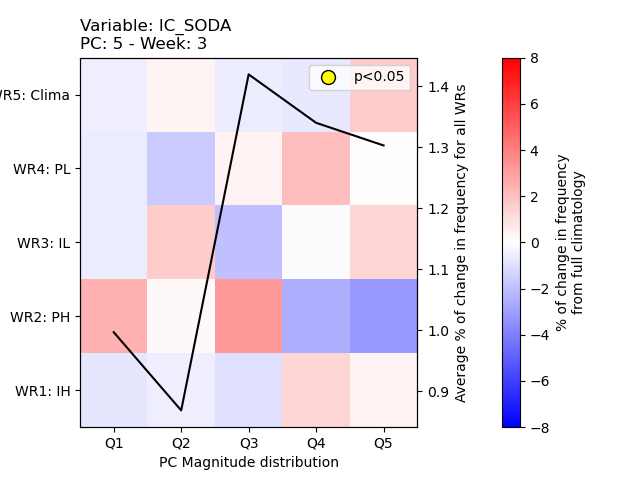 Variable: IC_SODA
PC: 5 - Week: 3
WR5: Clima
WR4: PL
WR3: IL
WR2: PH
WR1: IH
Q1 Q2 Q3 Q4 Q5
PC Magnitude distribution
p<0.05
1.4
1.3
1.2
1.1
1.0
0.9
Average % of change in frequency for all WRs
8
6
4
2
0
−2
−4
−6
−8
% of change in frequency
from full climatology